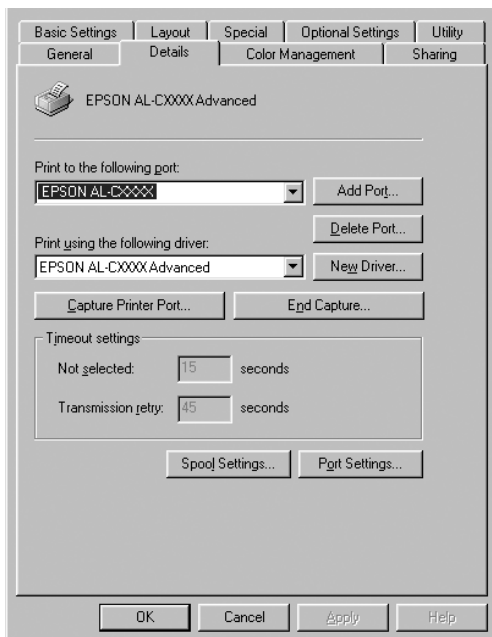 Basic Settings Layout Special Optional Settings Utility
General Details Color Management Sharing
EPSON AL-CXXXX Advanced
Print to the following port:
EPSON AL-CXXXX
Add Port...
Delete Port...
Print using the following driver:
EPSON AL-CXXXX Advanced
New Driver...
Capture Printer Port... End Capture...
Timeout settings
Not selected: 15 seconds
Transmission retry: 45 seconds
Spool Settings... Port Settings...
OK Cancel Apply Help